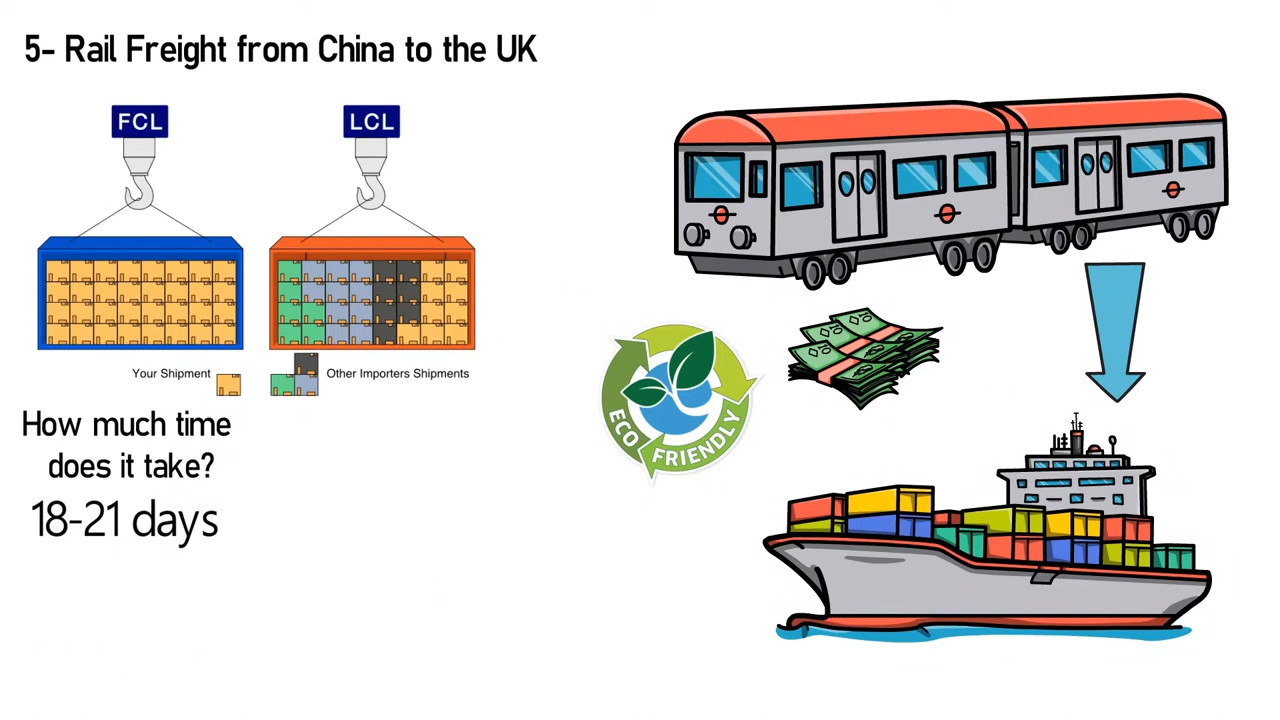 5- Rail Freight from China to the UK
FCL
LCL
Your Shipment
Other Importers Shipments
How much time
does it take?
18-21 days
ECO FRIENDLY